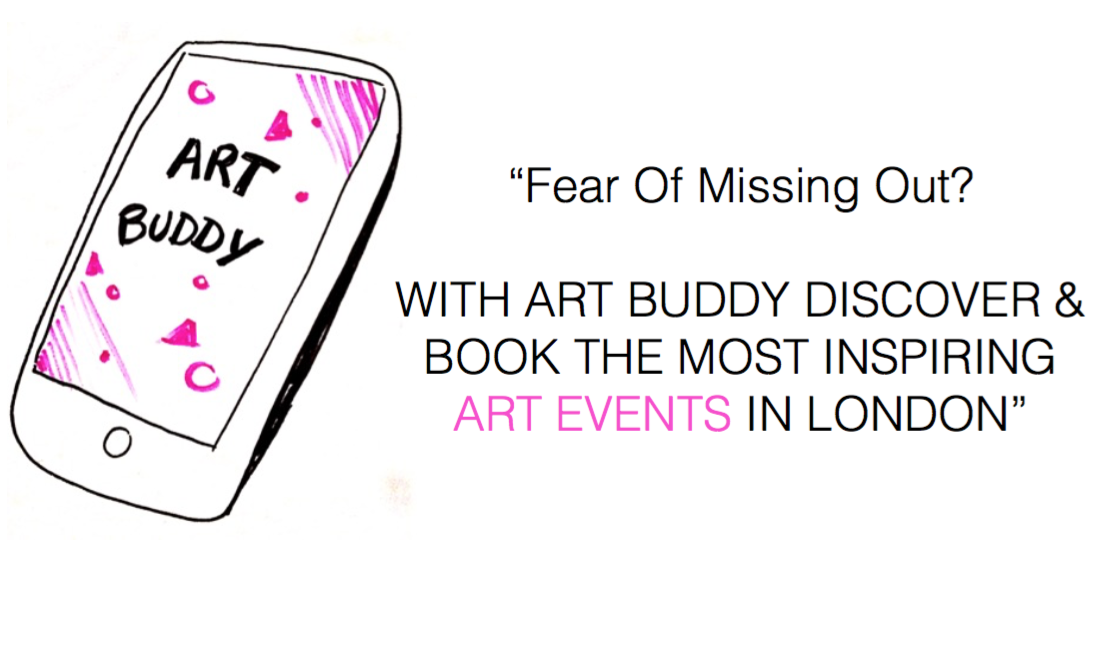 ART
BUDDY
“Fear Of Missing Out?
WITH ART BUDDY DISCOVER &
BOOK THE MOST INSPIRING
ART EVENTS IN LONDON”